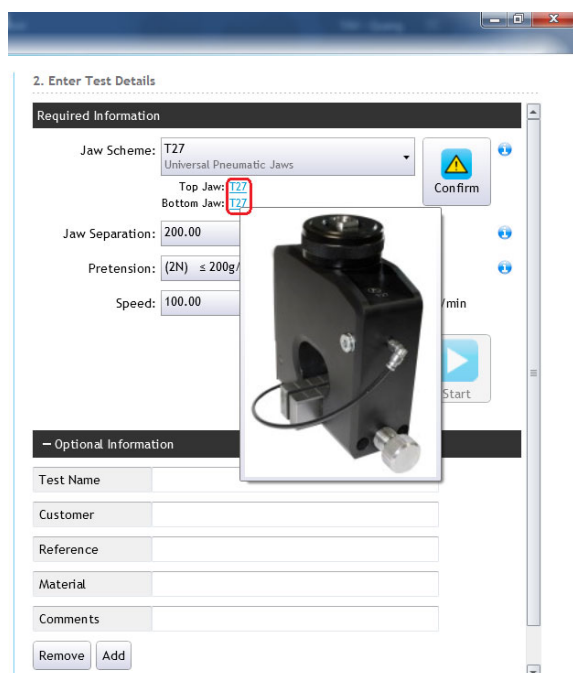 2. Enter Test Details
Required Information
Jaw Scheme: T27
Universal Pneumatic Jaws
Top Jaw: T27
Bottom Jaw: T27
Confirm
Jaw Separation: 200.00
Pretension: (2N) ≤ 200g/
Speed: 100.00 /min
Start
– Optional Information
Test Name
Customer
Reference
Material
Comments
Remove Add